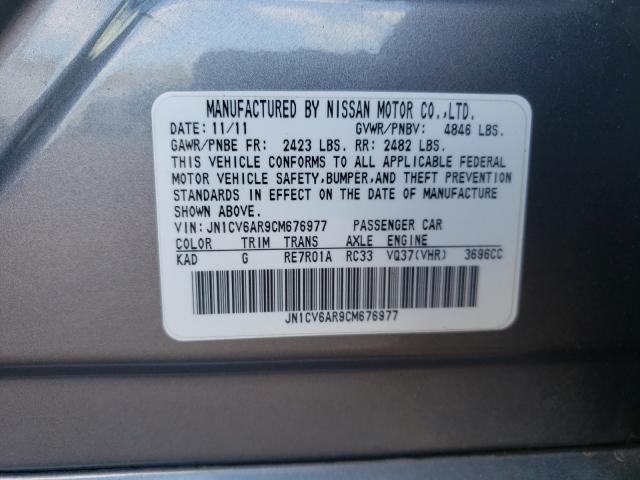 MANUFACTURED BY NISSAN MOTOR CO.,LTD.
DATE: 11/11 GVWR/PNBV: 4846 LBS.
GAWR/PNBE FR: 2423 LBS. RR: 2482 LBS.
THIS VEHICLE CONFORMS TO ALL APPLICABLE FEDERAL
MOTOR VEHICLE SAFETY,BUMPER,AND THEFT PREVENTION
STANDARDS IN EFFECT ON THE DATE OF MANUFACTURE
SHOWN ABOVE.
VIN:JN1CV6AR9CM676977 PASSENGER CAR
COLOR TRIM TRANS AXLE ENGINE
KAD G RE7R01A RC33 VQ37(VHR) 3696CC
JN1CV6AR9CM676977